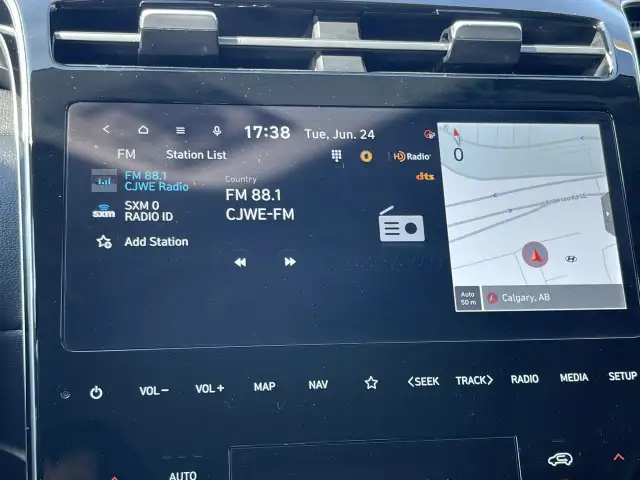 17:38 Tue, Jun. 24
FM Station List
HD Radio
dts
FM 88.1
CJWE Radio
SXM 0
RADIO ID
Add Station
Country
FM 88.1
CJWE-FM
0
Auto
50 m
Calgary, AB
VOL− VOL+ MAP NAV <SEEK TRACK> RADIO MEDIA SETUP
AUTO